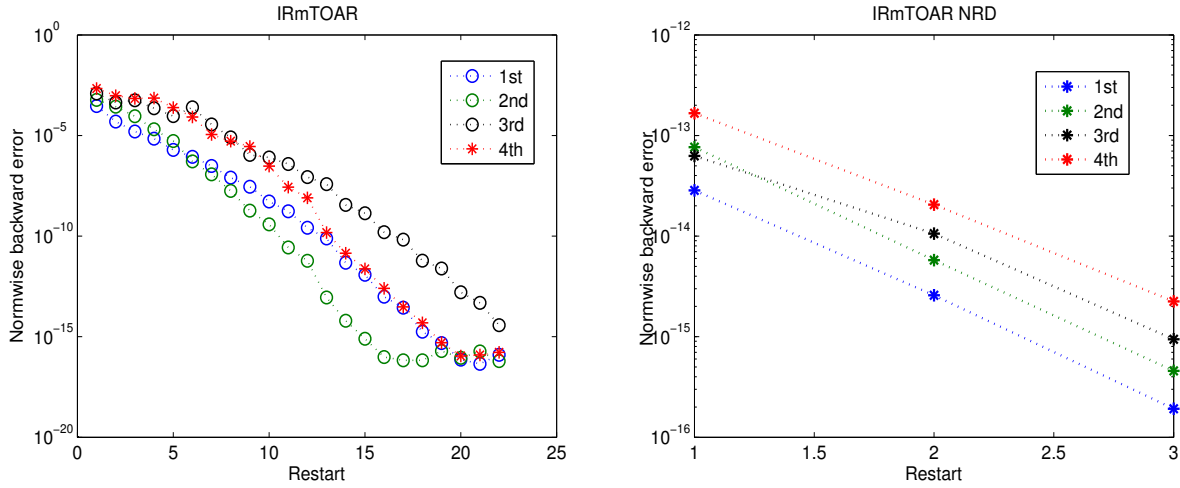 IRmTOAR
10^0
10^-5
10^-10
10^-15
10^-20
Normwise backward error
0 5 10 15 20 25
Restart
1st
2nd
3rd
4th
IRmTOAR NRD
10^-12
10^-13
10^-14
10^-15
10^-16
Normwise backward error
1 1.5 2 2.5 3
Restart
1st
2nd
3rd
4th